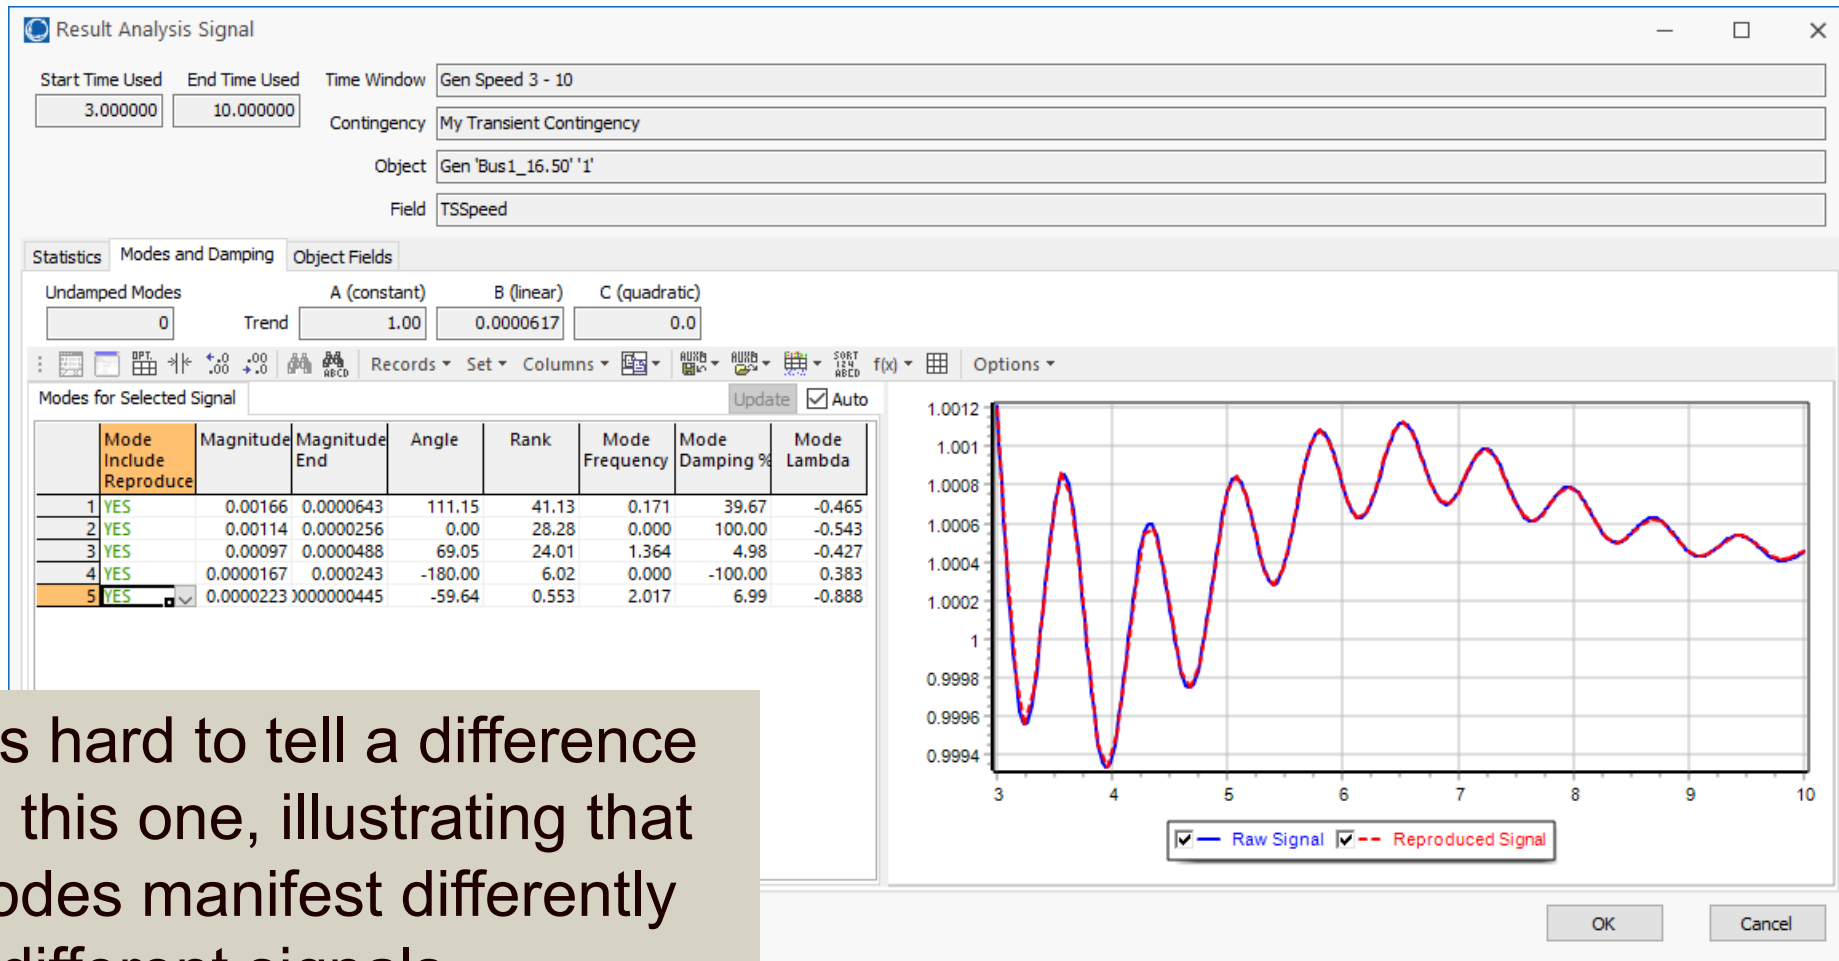 Result Analysis Signal
Start Time Used End Time Used Time Window Gen Speed 3 - 10
3.000000 10.000000
Contingency My Transient Contingency
Object Gen 'Bus1_16.50' '1'
Field TSSpeed
Statistics Modes and Damping Object Fields
Undamped Modes A (constant) B (linear) C (quadratic)
0 Trend 1.00 0.0000617 0.0
Records Set Columns f(x) Options
Modes for Selected Signal Update Auto
Mode Include Reproduce Magnitude Magnitude End Angle Rank Mode Frequency Mode Damping % Mode Lambda
1 YES 0.00166 0.0000643 111.15 41.13 0.171 39.67 -0.465
2 YES 0.00114 0.0000256 0.00 28.28 0.000 100.00 -0.543
3 YES 0.00097 0.0000488 69.05 24.01 1.364 4.98 -0.427
4 YES 0.0000167 0.000243 -180.00 6.02 0.000 -100.00 0.383
5 YES 0.0000223 0000000445 -59.64 0.553 2.017 6.99 -0.888
1.0012
1.001
1.0008
1.0006
1.0004
1.0002
1
0.9998
0.9996
0.9994
3 4 5 6 7 8 9 10
Raw Signal Reproduced Signal
s hard to tell a difference
this one, illustrating that
odes manifest differently
different signals
OK Cancel